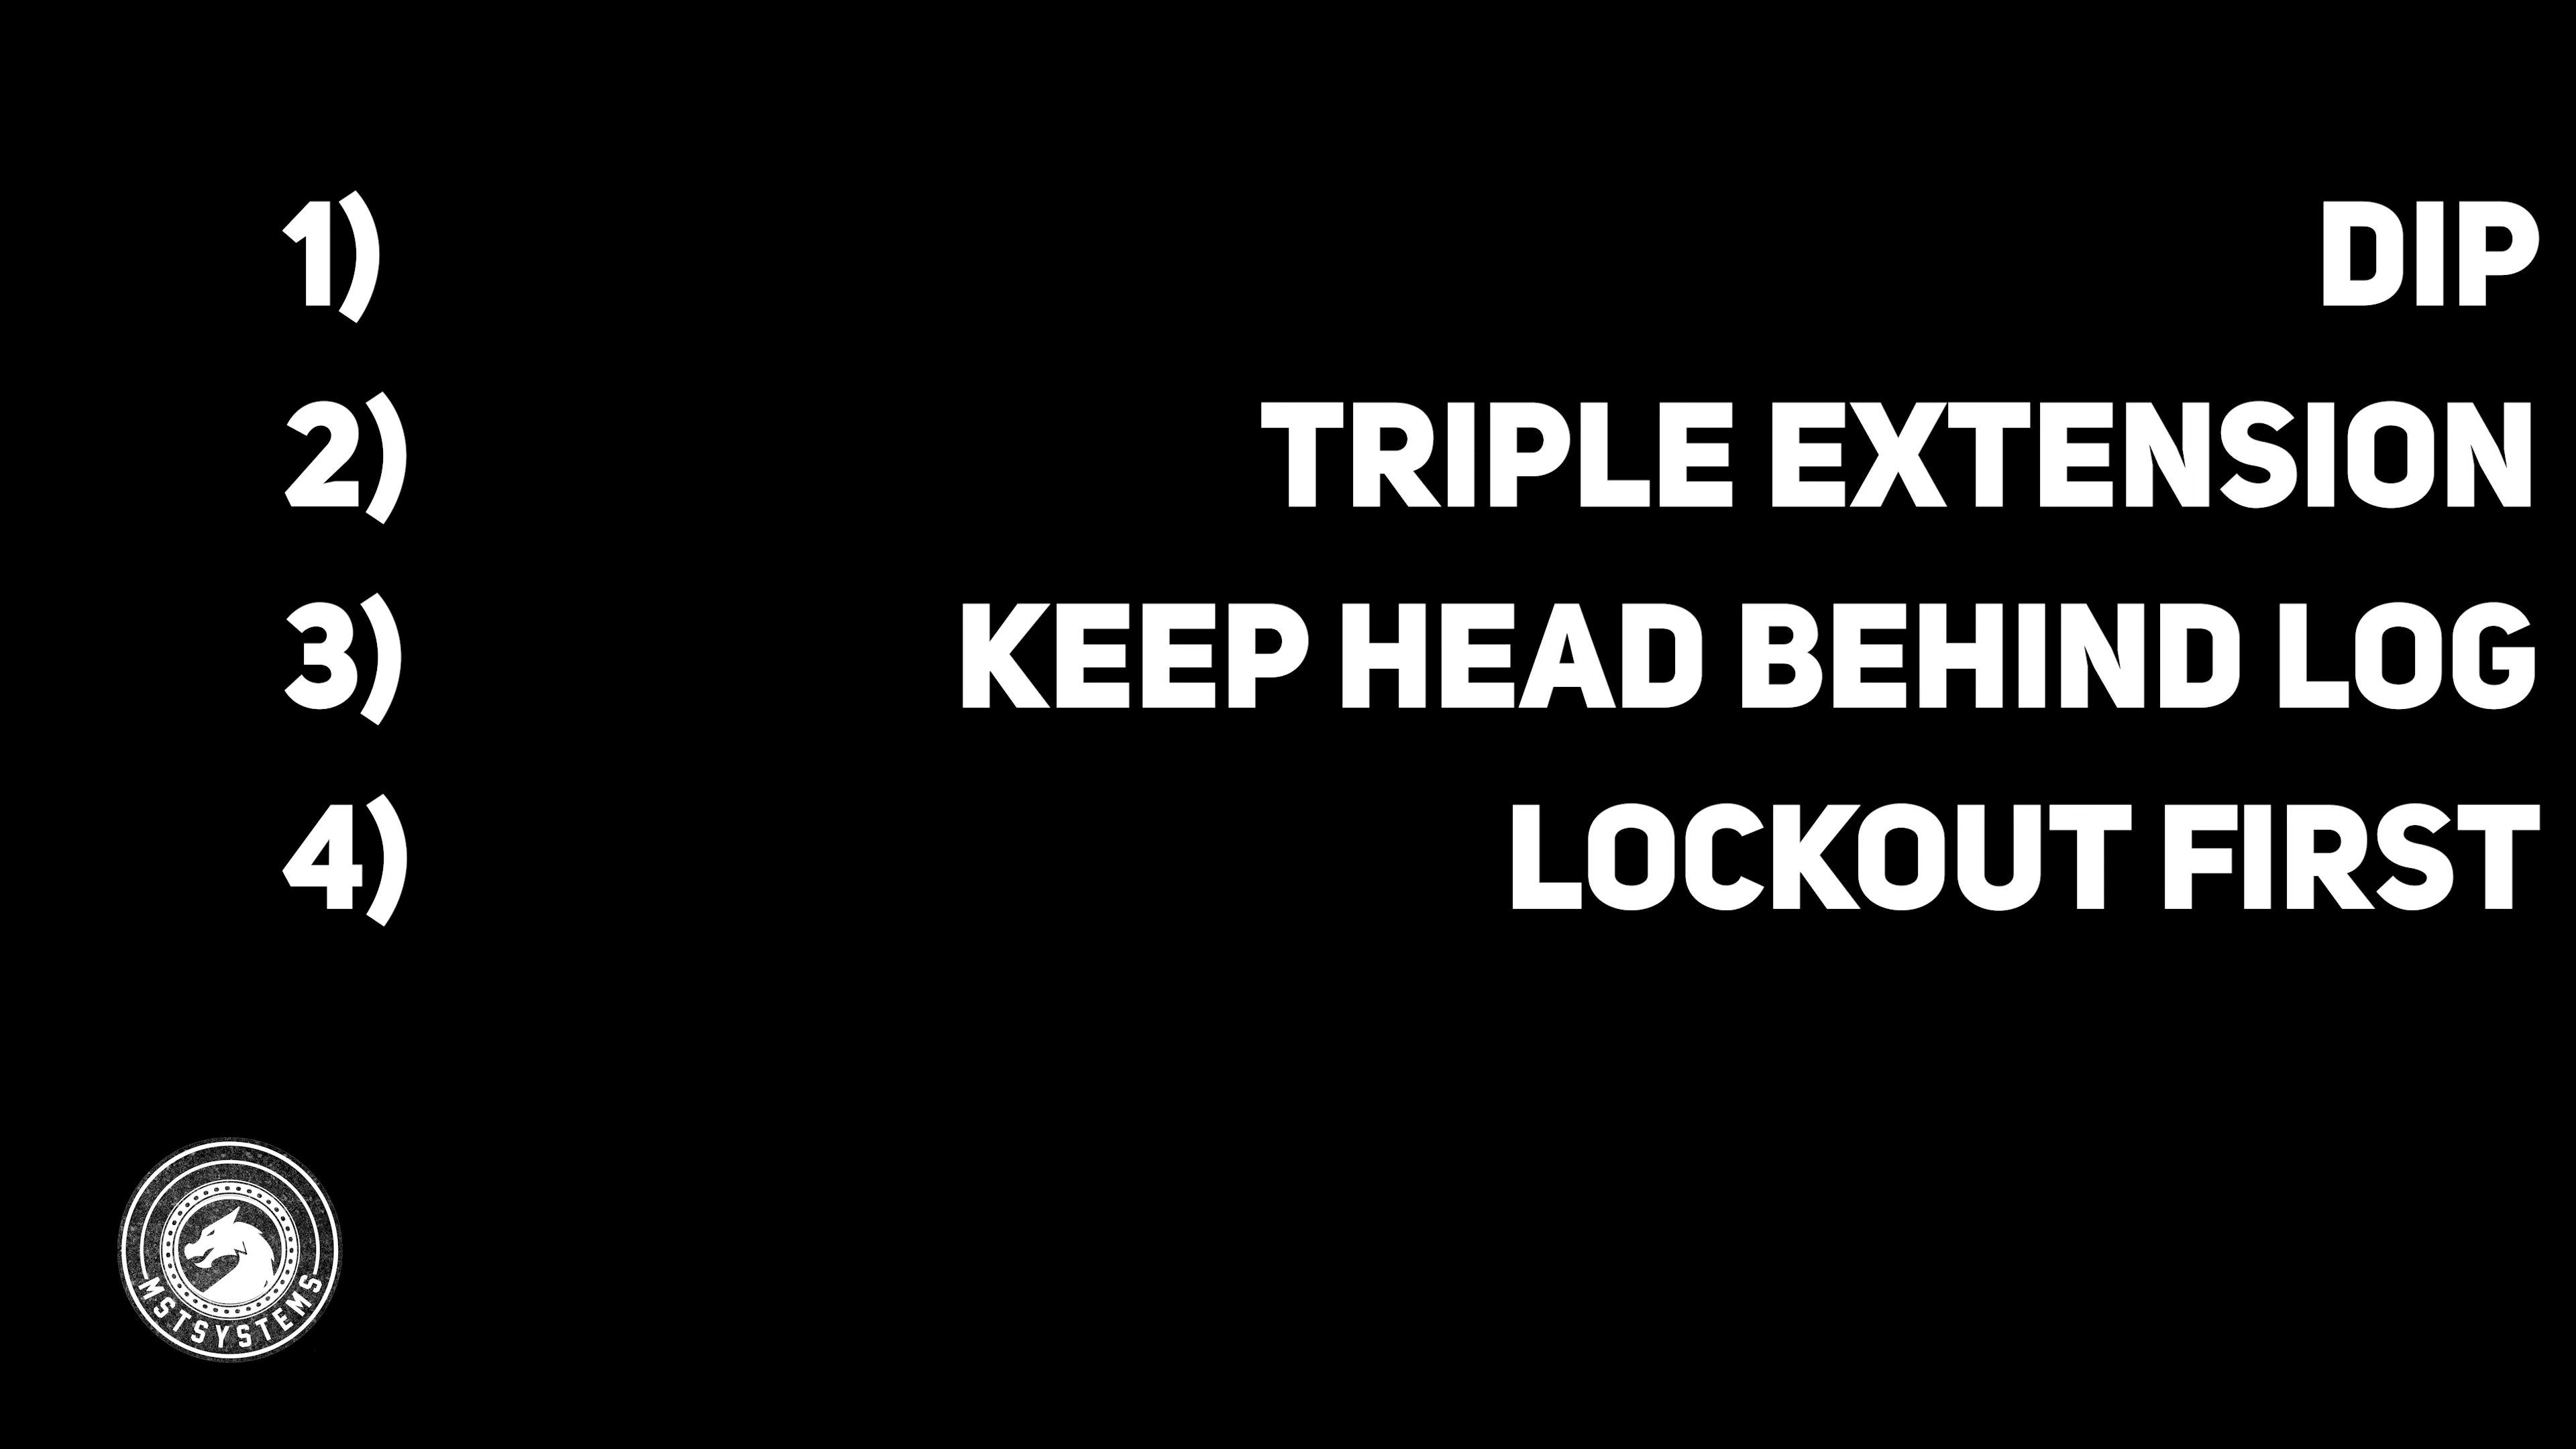 1) DIP
2) TRIPLE EXTENSION
3) KEEP HEAD BEHIND LOG
4) LOCKOUT FIRST
MSTSYSTEMS